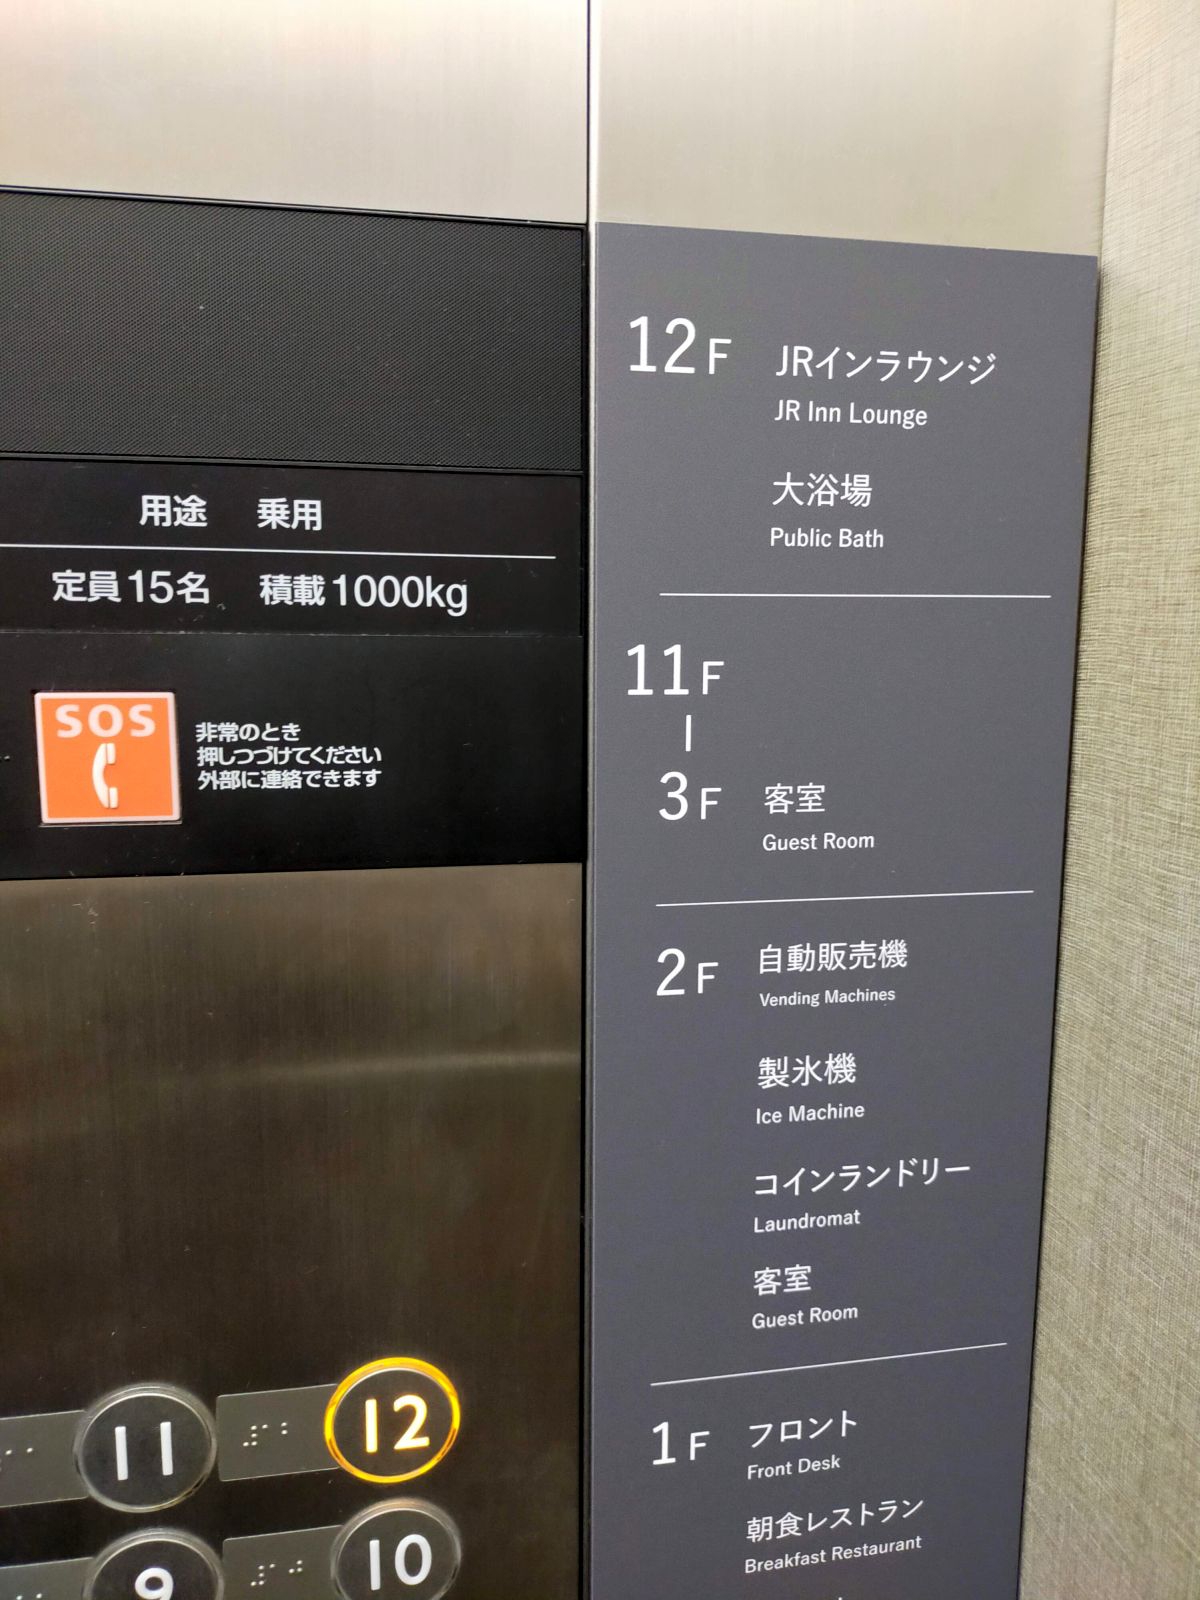 用途 乗用
定員15名 積載1000kg
SOS
非常のとき
押しつづけてください
外部に連絡できます
11
12
9
10
12F JRインラウンジ
JR Inn Lounge
大浴場
Public Bath
11F
|
3F 客室
Guest Room
2F 自動販売機
Vending Machines
製氷機
Ice Machine
コインランドリー
Laundromat
客室
Guest Room
1F フロント
Front Desk
朝食レストラン
Breakfast Restaurant